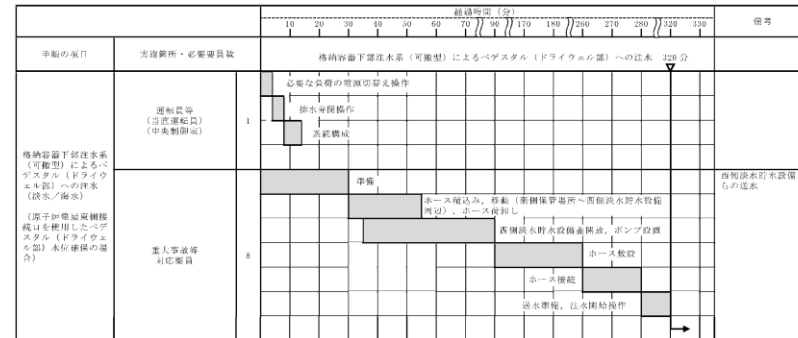 経過時間(分)
備考
10 20 30 40 50 60 70 90 170 180 260 280 320 330
手順の項目
実施箇所・必要要員数
格納容器下部注水系(可搬型)によるペデスタル(ドライウェル部)への注水 320分
格納容器下部注水系
(可搬型)によるペ
デスタル(ドライウ
ェル部)への注水
(淡水/海水)
(原子炉建屋東側接
続口を使用したペデ
スタル(ドライウェ
ル部)水位確保の場
合)
運転員等
(当直運転員)
(中央制御室)
1
必要な負荷の電源切替え操作
排水弁閉操作
系統構成
重大事故等
対応要員
8
準備
ホース積込み,移動(南側保管場所~西側淡水貯水設備
周辺),ホース荷卸し
西側淡水貯水設備蓋開放,ポンプ設置
ホース敷設
ホース接続
送水準備,注水開始操作
西側淡水貯水設備
らの送水